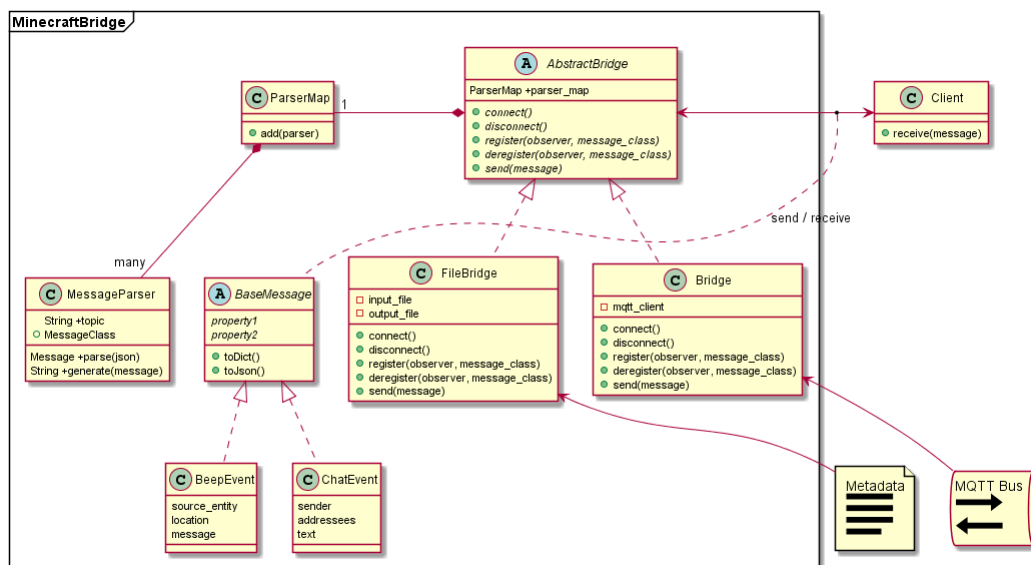 MinecraftBridge
A AbstractBridge
ParserMap +parser_map
connect()
disconnect()
register(observer, message_class)
deregister(observer, message_class)
send(message)
C ParserMap
add(parser)
1
C Client
receive(message)
send / receive
many
C MessageParser
String +topic
MessageClass
Message +parse(json)
String +generate(message)
A BaseMessage
property1
property2
toDict()
toJson()
C FileBridge
input_file
output_file
connect()
disconnect()
register(observer, message_class)
deregister(observer, message_class)
send(message)
C Bridge
mqtt_client
connect()
disconnect()
register(observer, message_class)
deregister(observer, message_class)
send(message)
C BeepEvent
source_entity
location
message
C ChatEvent
sender
addressees
text
Metadata
MQTT Bus